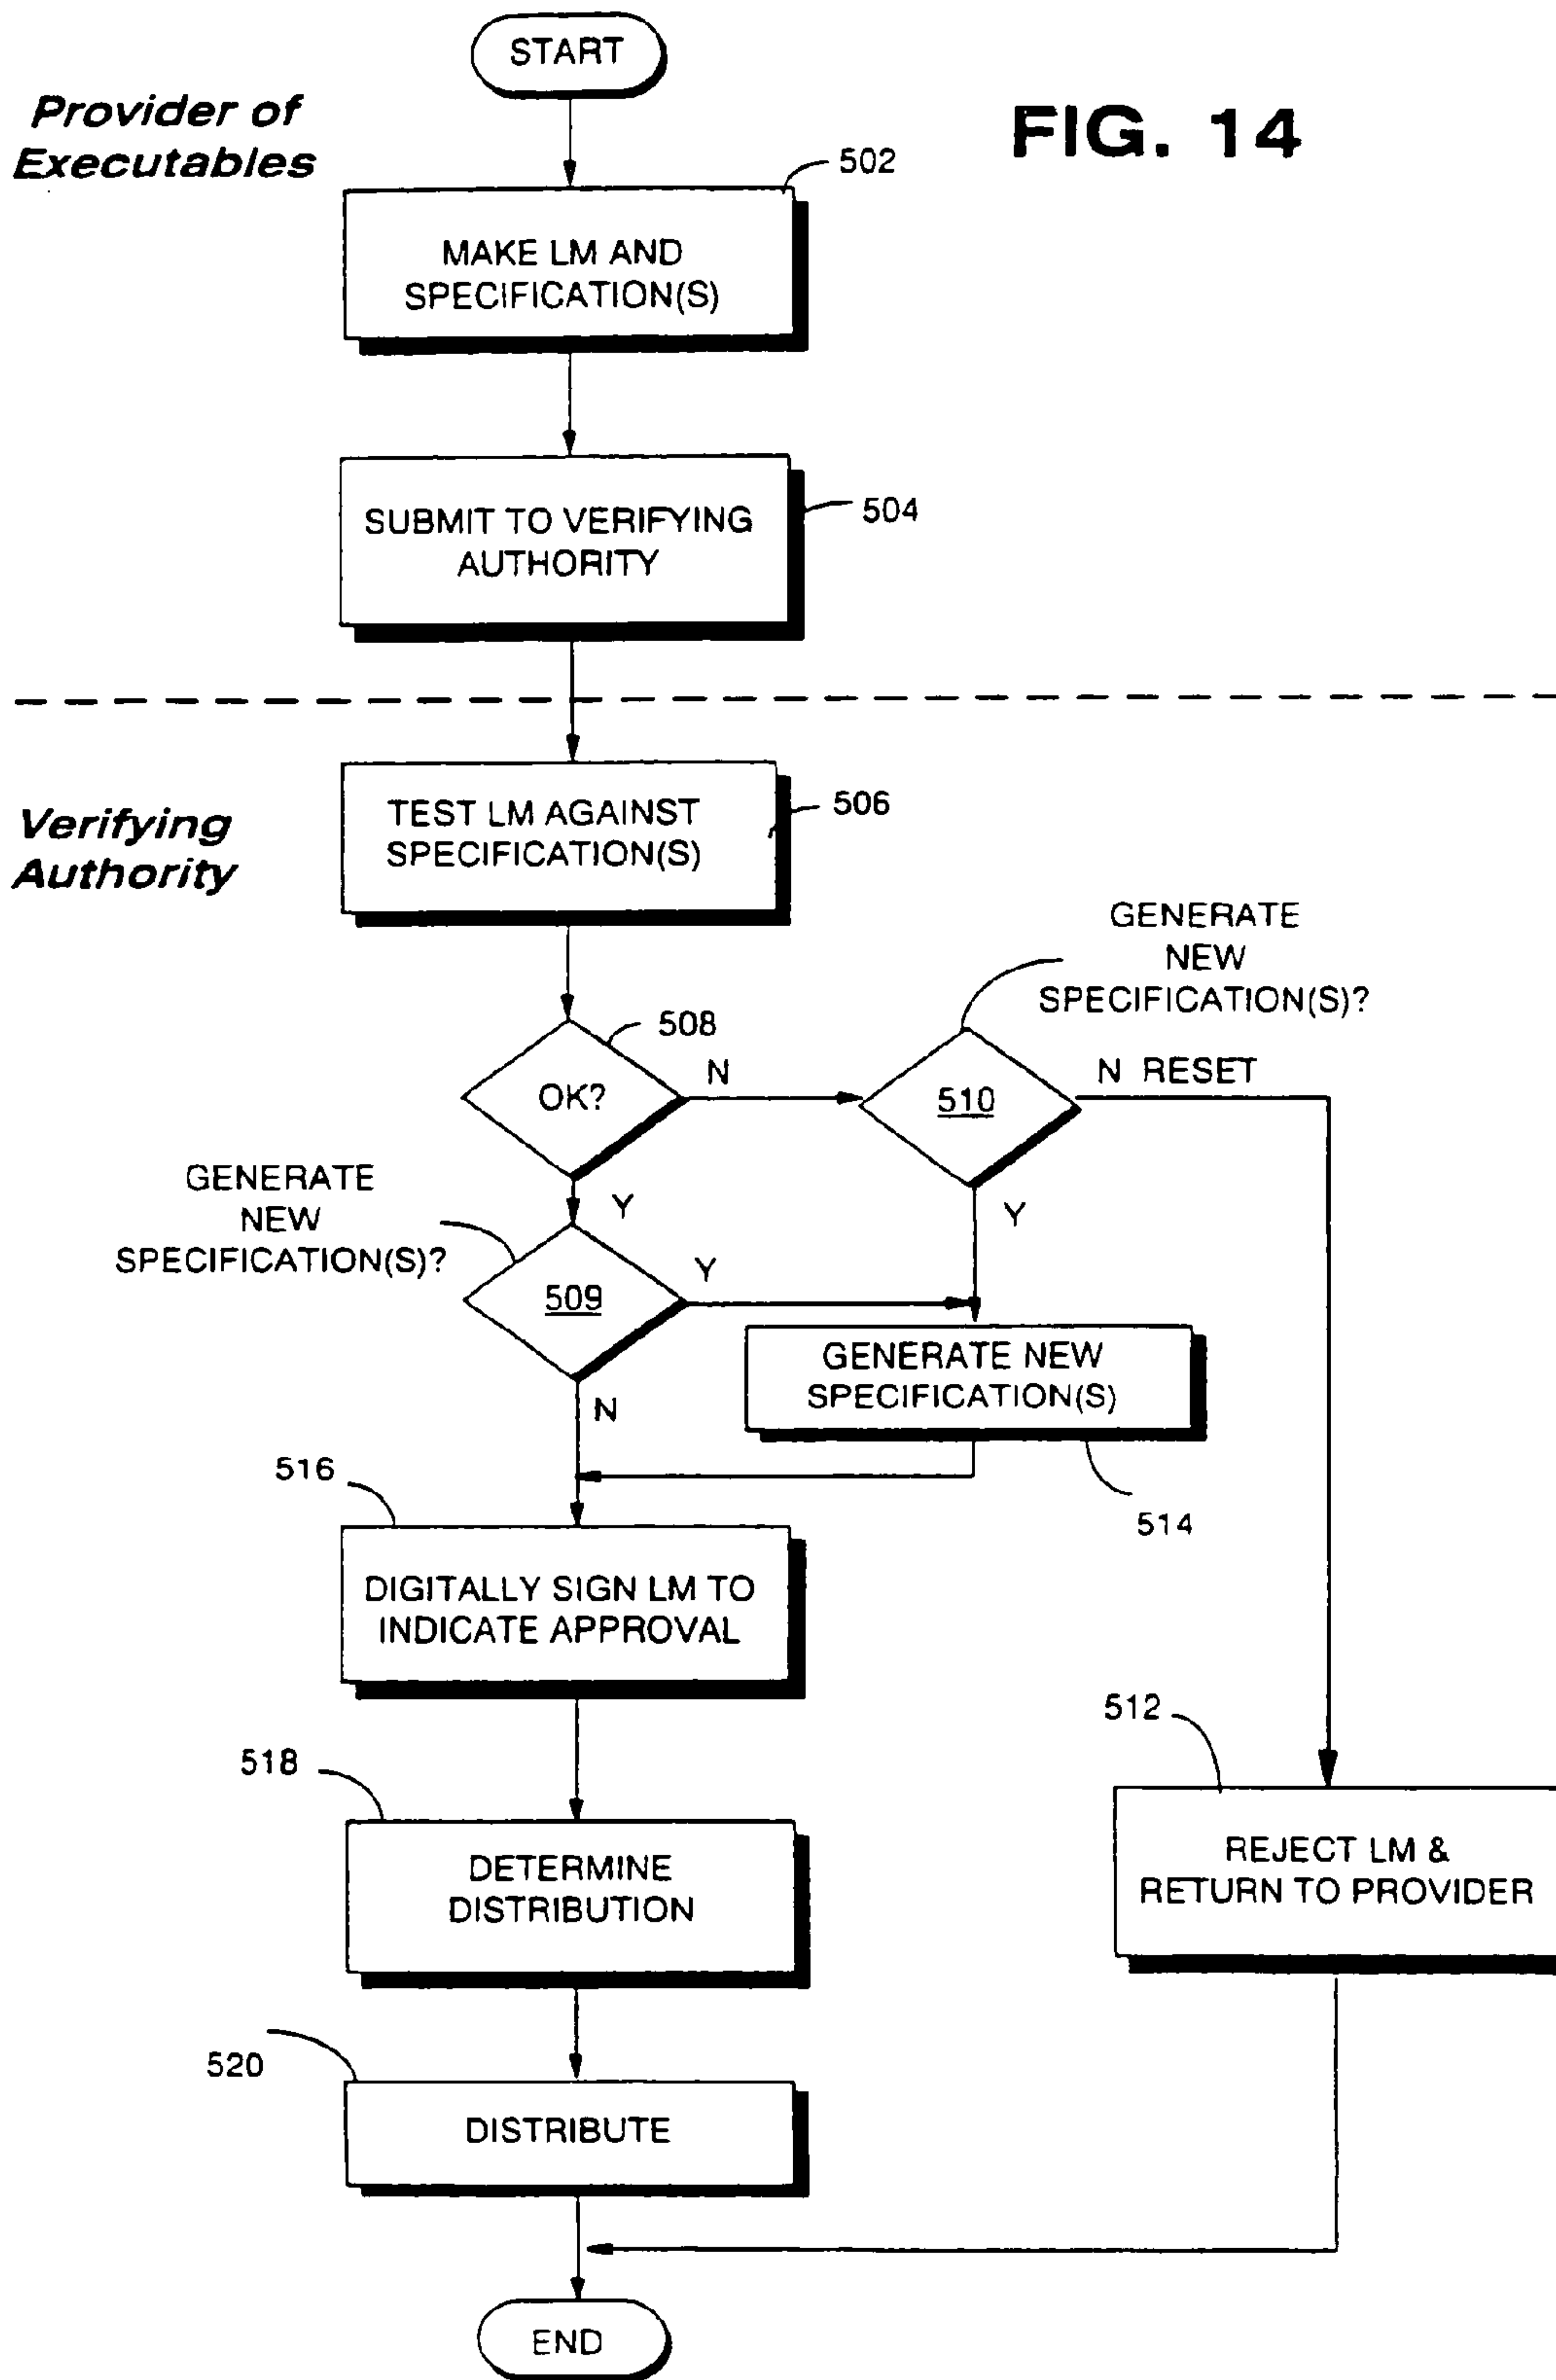 START
Provider of
Executables
FIG. 14
502
MAKE LM AND
SPECIFICATION(S)
SUBMIT TO VERIFYING
AUTHORITY
504
Verifying
Authority
TEST LM AGAINST
SPECIFICATION(S)
506
GENERATE
NEW
SPECIFICATION(S)?
508
OK?
N
510
N RESET
GENERATE
NEW
SPECIFICATION(S)?
Y
Y
509
Y
N
GENERATE NEW
SPECIFICATION(S)
514
516
DIGITALLY SIGN LM TO
INDICATE APPROVAL
518
DETERMINE
DISTRIBUTION
512
REJECT LM &
RETURN TO PROVIDER
520
DISTRIBUTE
END